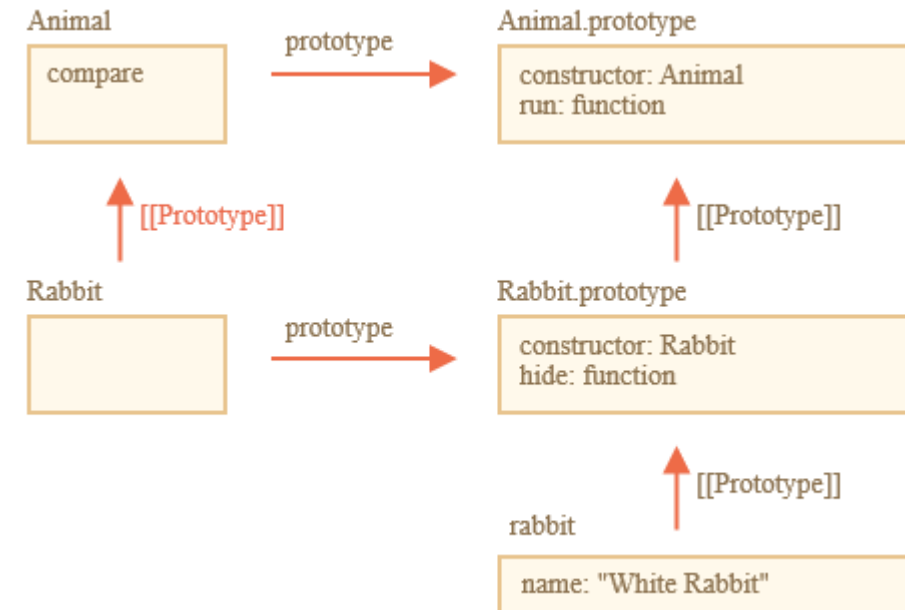 Animal
prototype
Animal.prototype
compare
constructor: Animal
run: function
[[Prototype]]
[[Prototype]]
Rabbit
prototype
Rabbit.prototype
constructor: Rabbit
hide: function
[[Prototype]]
rabbit
name: "White Rabbit"